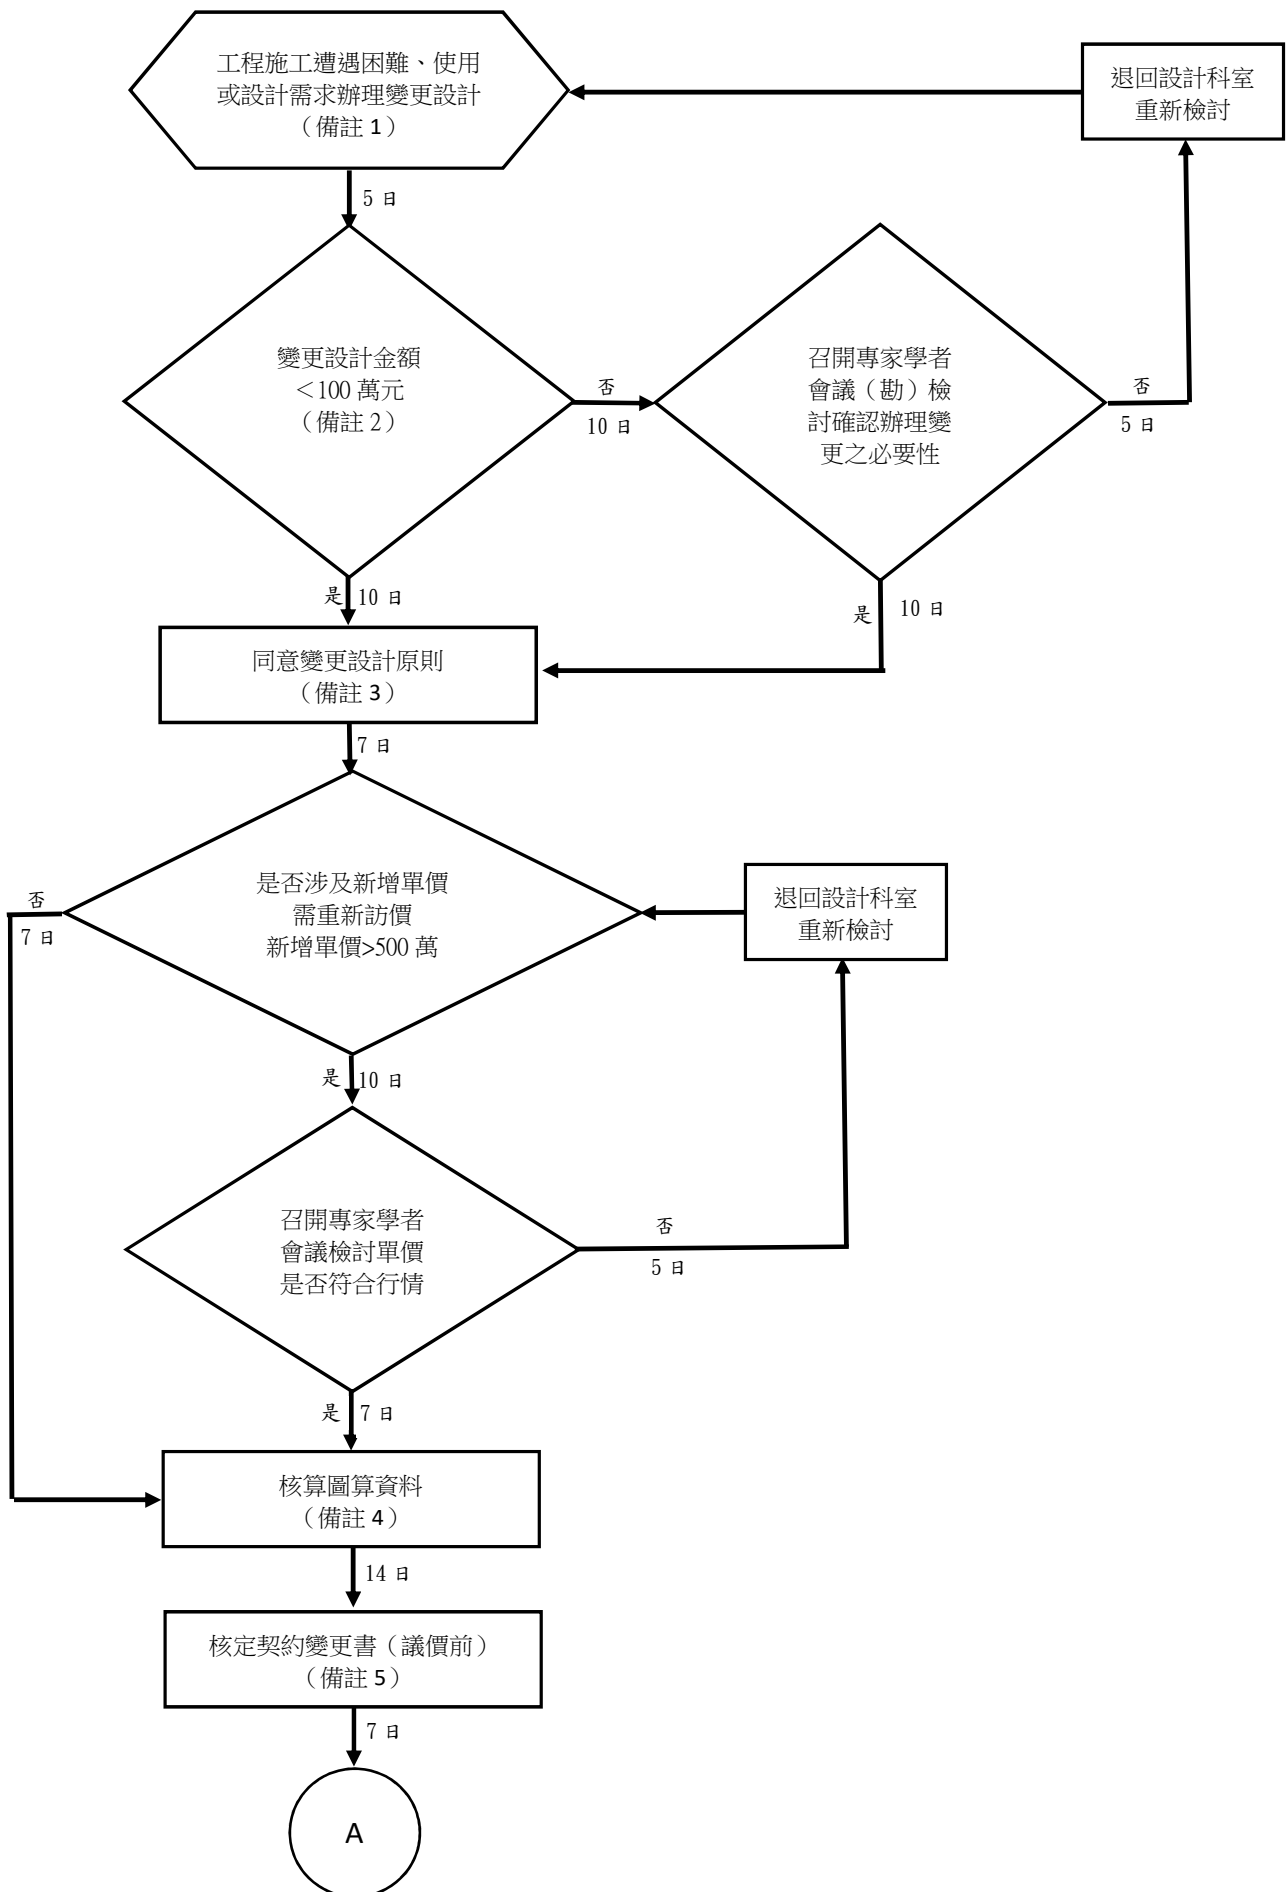 工程施工遭遇困難、使用
或設計需求辦理變更設計
（備註 1）
退回設計科室
重新檢討
5 日
變更設計金額
＜100 萬元
（備註 2）
否
10 日
召開專家學者
會議（勘）檢
討確認辦理變
更之必要性
否
5 日
是 10 日
是 10 日
同意變更設計原則
（備註 3）
7 日
是否涉及新增單價
需重新訪價
新增單價>500 萬
否
7 日
退回設計科室
重新檢討
是 10 日
召開專家學者
會議檢討單價
是否符合行情
否
5 日
是 7 日
核算圖算資料
（備註 4）
14 日
核定契約變更書（議價前）
（備註 5）
7 日
A